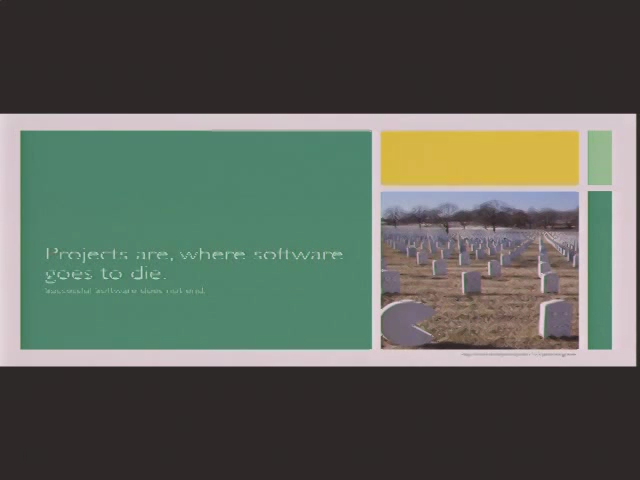 Projects are, where software
goes to die.
Successful software does not end.